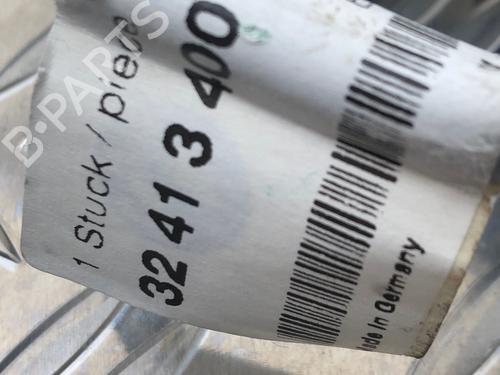 1 Stuck / piece
32 41 3 400
Made in Germany
B-PARTS